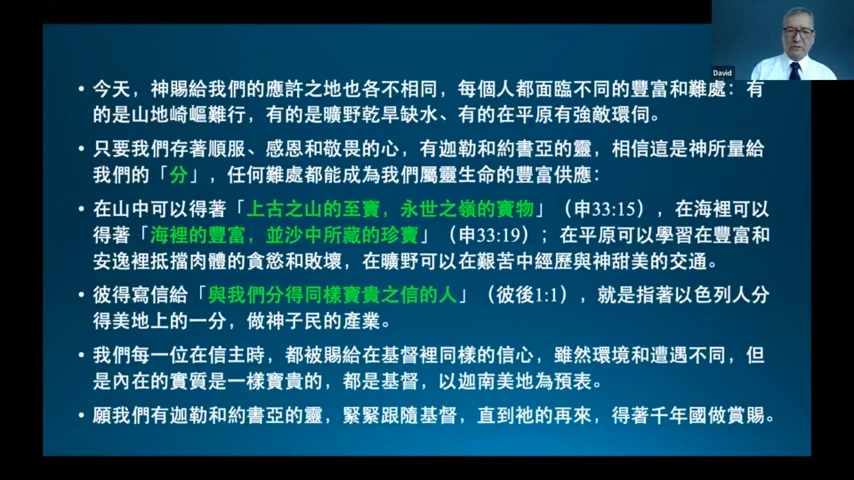 David
• 今天，神賜給我們的應許之地也各不相同，每個人都面臨不同的豐富和難處：有
的是山地崎嶇難行，有的是曠野乾旱缺水、有的在平原有強敵環伺。
• 只要我們存著順服、感恩和敬畏的心，有迦勒和約書亞的靈，相信這是神所量給
我們的「分」，任何難處都能成為我們屬靈生命的豐富供應：
• 在山中可以得著「上古之山的至寶，永世之嶺的寶物」（申33:15），在海裡可以
得著「海裡的豐富，並沙中所藏的珍寶」（申33:19）；在平原可以學習在豐富和
安逸裡抵擋肉體的貪慾和敗壞，在曠野可以在艱苦中經歷與神甜美的交通。
• 彼得寫信給「與我們分得同樣寶貴之信的人」（彼後1:1），就是指著以色列人分
得美地上的一分，做神子民的產業。
• 我們每一位在信主時，都被賜給在基督裡同樣的信心，雖然環境和遭遇不同，但
是內在的實質是一樣寶貴的，都是基督，以迦南美地為預表。
• 願我們有迦勒和約書亞的靈，緊緊跟隨基督，直到祂的再來，得著千年國做賞賜。